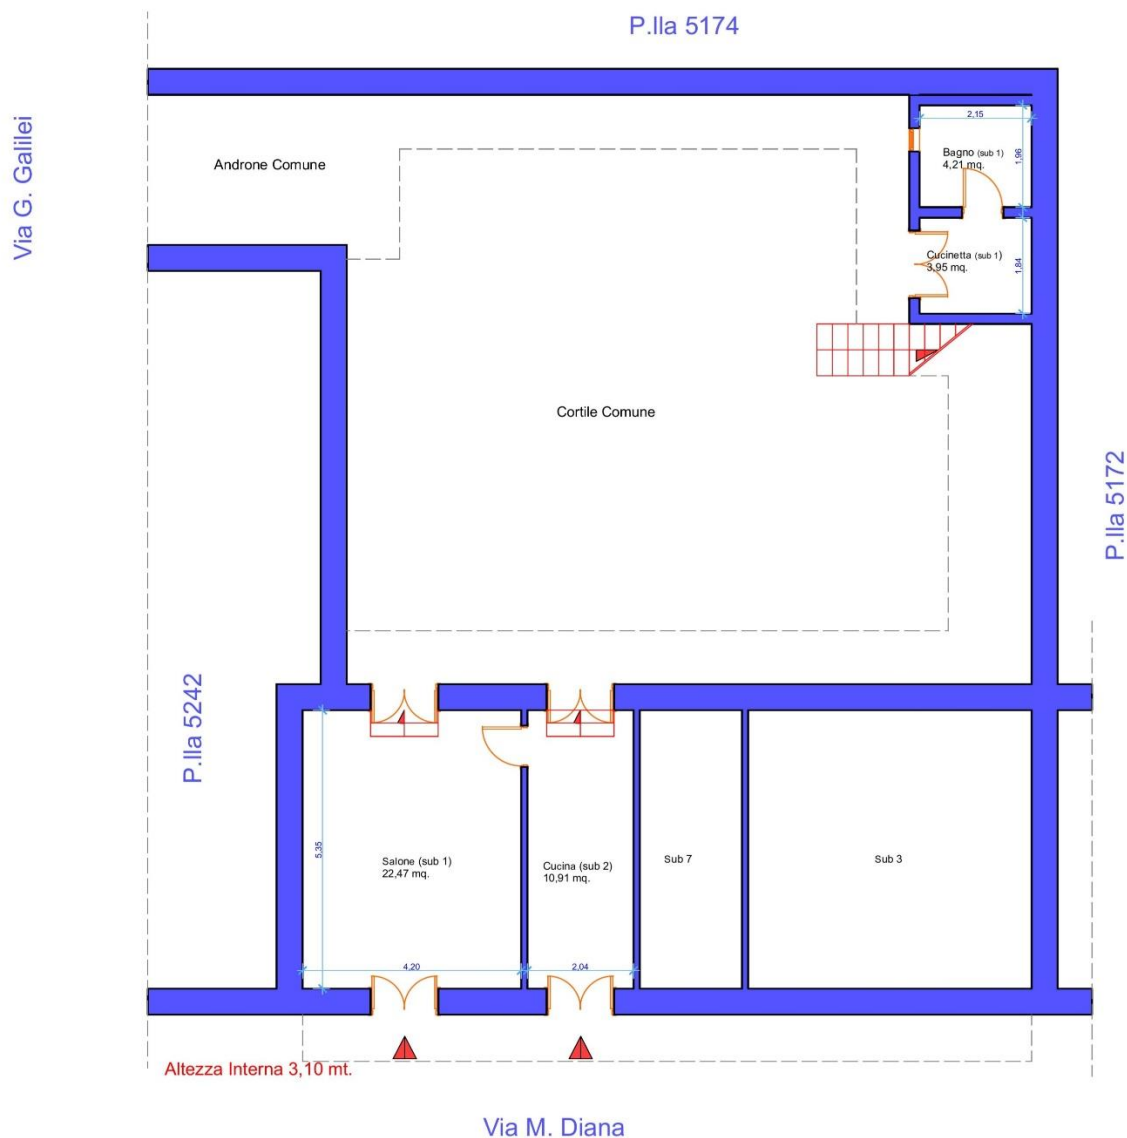 P.lla 5174
Via G. Galilei
Androne Comune
2,15
Bagno (sub 1)
4,21 mq.
1,96
Cucinetta (sub 1)
3,95 mq.
1,84
Cortile Comune
P.lla 5172
P.lla 5242
5,35
Salone (sub 1)
22,47 mq.
Cucina (sub 2)
10,91 mq.
Sub 7
Sub 3
4,20
2,04
Altezza Interna 3,10 mt.
Via M. Diana